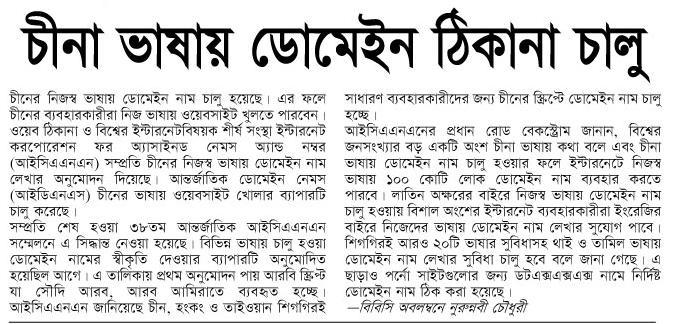 চীনা ভাষায় ডোমেইন ঠিকানা চালু
চীনের নিজস্ব ভাষায় ডোমেইন নাম চালু হয়েছে। এর ফলে
চীনের ব্যবহারকারীরা নিজ ভাষায় ওয়েবসাইট খুলতে পারবেন।
ওয়েব ঠিকানা ও বিশ্বের ইন্টারনেটবিষয়ক শীর্ষ সংস্থা ইন্টারনেট
করপোরেশন ফর অ্যাসাইনড নেমস অ্যান্ড নম্বর
(আইসিএএনএন) সম্প্রতি চীনের নিজস্ব ভাষায় ডোমেইন নাম
লেখার অনুমোদন দিয়েছে। আন্তর্জাতিক ডোমেইন নেমস
(আইডিএনএস) চীনের ভাষায় ওয়েবসাইট খোলার ব্যাপারটি
চালু করেছে।
সম্প্রতি শেষ হওয়া ৩৮তম আন্তর্জাতিক আইসিএএনএন
সম্মেলনে এ সিদ্ধান্ত নেওয়া হয়েছে। বিভিন্ন ভাষায় চালু হওয়া
ডোমেইন নামের স্বীকৃতি দেওয়ার ব্যাপারটি অনুমোদিত
হয়েছিল আগে। এ তালিকায় প্রথম অনুমোদন পায় আরবি স্ক্রিপ্ট
যা সৌদি আরব, আরব আমিরাতে ব্যবহৃত হচ্ছে।
আইসিএএনএন জানিয়েছে চীন, হংকং ও তাইওয়ান শিগগিরই
সাধারণ ব্যবহারকারীদের জন্য চীনের স্ক্রিপ্টে ডোমেইন নাম চালু
হচ্ছে।
আইসিএএনএনের প্রধান রোড বেকস্ট্রোম জানান, বিশ্বের
জনসংখ্যার বড় একটি অংশ চীনা ভাষায় কথা বলে এবং চীনা
ভাষায় ডোমেইন নাম চালু হওয়ার ফলে ইন্টারনেটে নিজস্ব
ভাষায় ১০০ কোটি লোক ডোমেইন নাম ব্যবহার করতে
পারবে। লাতিন অক্ষরের বাইরে নিজস্ব ভাষায় ডোমেইন নাম
চালু হওয়ায় বিশাল অংশের ইন্টারনেট ব্যবহারকারীরা ইংরেজির
বাইরে নিজেদের ভাষায় ডোমেইন নাম লেখার সুযোগ পাবে।
শিগগিরই আরও ২০টি ভাষার সুবিধাসহ থাই ও তামিল ভাষায়
ডোমেইন নাম লেখার সুবিধা চালু হবে বলে জানা গেছে। এ
ছাড়াও পর্নো সাইটগুলোর জন্য ডটএক্সএক্সএক্স নামে নির্দিষ্ট
ডোমেইন নাম ঠিক করা হয়েছে।
—বিবিসি অবলম্বনে নুরুন্নবী চৌধুরী